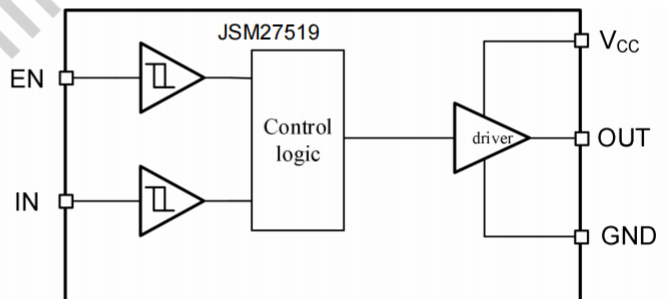 JSM27519
EN
IN
Control
logic
driver
VCC
OUT
GND